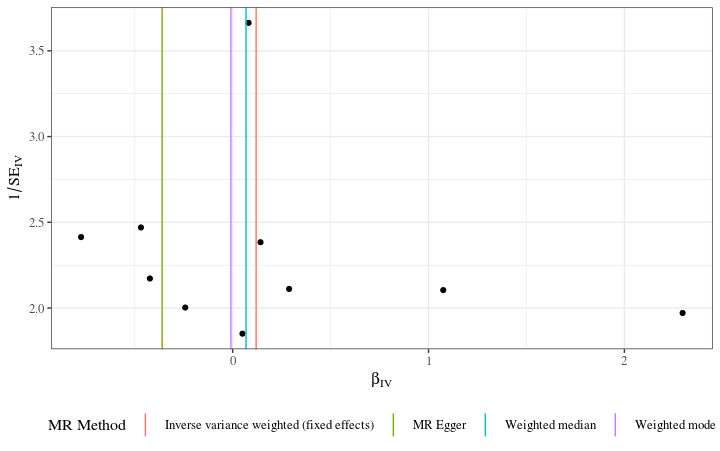 3.5
3.0
2.5
2.0
1/SE_IV
0 1 2
β_IV
MR Method Inverse variance weighted (fixed effects) MR Egger Weighted median Weighted mode